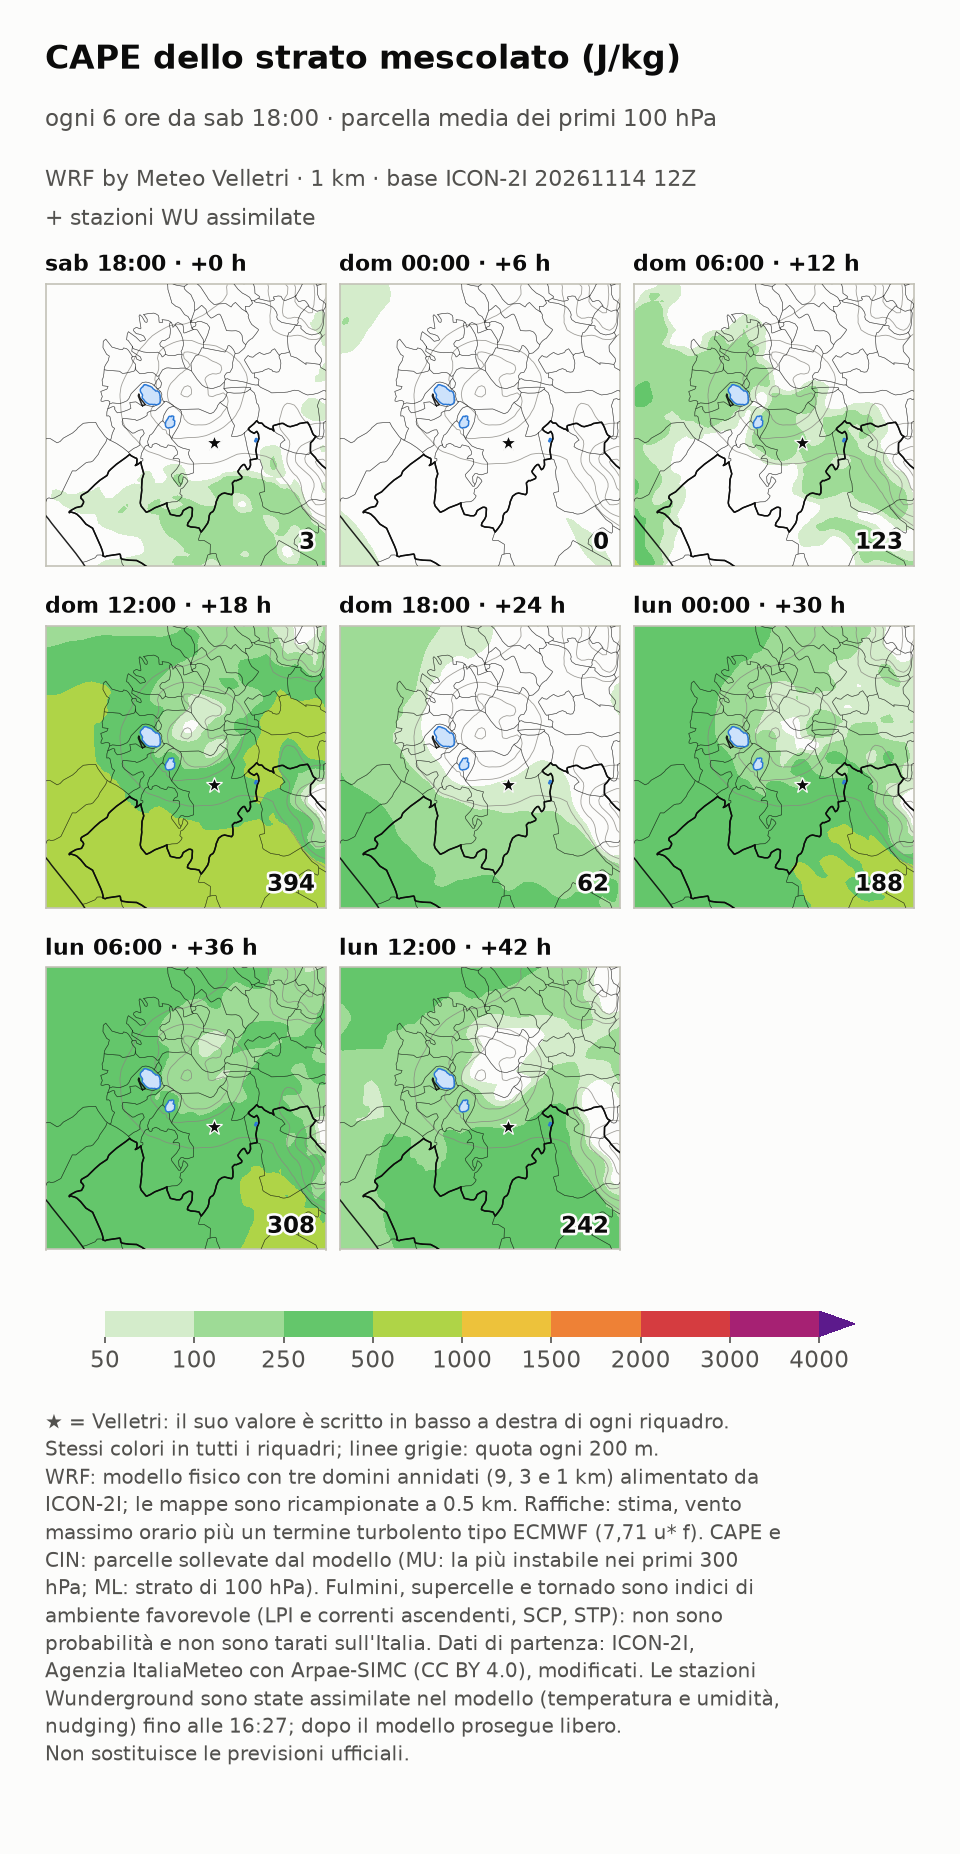 CAPE dello strato mescolato (J/kg)
ogni 6 ore da sab 18:00 · parcella media dei primi 100 hPa
WRF by Meteo Velletri · 1 km · base ICON-2I 20261114 12Z
+ stazioni WU assimilate
sab 18:00 · +0 h
dom 00:00 · +6 h
dom 06:00 · +12 h
3
0
123
dom 12:00 · +18 h
dom 18:00 · +24 h
lun 00:00 · +30 h
394
62
188
lun 06:00 · +36 h
lun 12:00 · +42 h
308
242
50 100 250 500 1000 1500 2000 3000 4000
★ = Velletri: il suo valore è scritto in basso a destra di ogni riquadro.
Stessi colori in tutti i riquadri; linee grigie: quota ogni 200 m.
WRF: modello fisico con tre domini annidati (9, 3 e 1 km) alimentato da
ICON-2I; le mappe sono ricampionate a 0.5 km. Raffiche: stima, vento
massimo orario più un termine turbolento tipo ECMWF (7,71 u* f). CAPE e
CIN: parcelle sollevate dal modello (MU: la più instabile nei primi 300
hPa; ML: strato di 100 hPa). Fulmini, supercelle e tornado sono indici di
ambiente favorevole (LPI e correnti ascendenti, SCP, STP): non sono
probabilità e non sono tarati sull'Italia. Dati di partenza: ICON-2I,
Agenzia ItaliaMeteo con Arpae-SIMC (CC BY 4.0), modificati. Le stazioni
Wunderground sono state assimilate nel modello (temperatura e umidità,
nudging) fino alle 16:27; dopo il modello prosegue libero.
Non sostituisce le previsioni ufficiali.